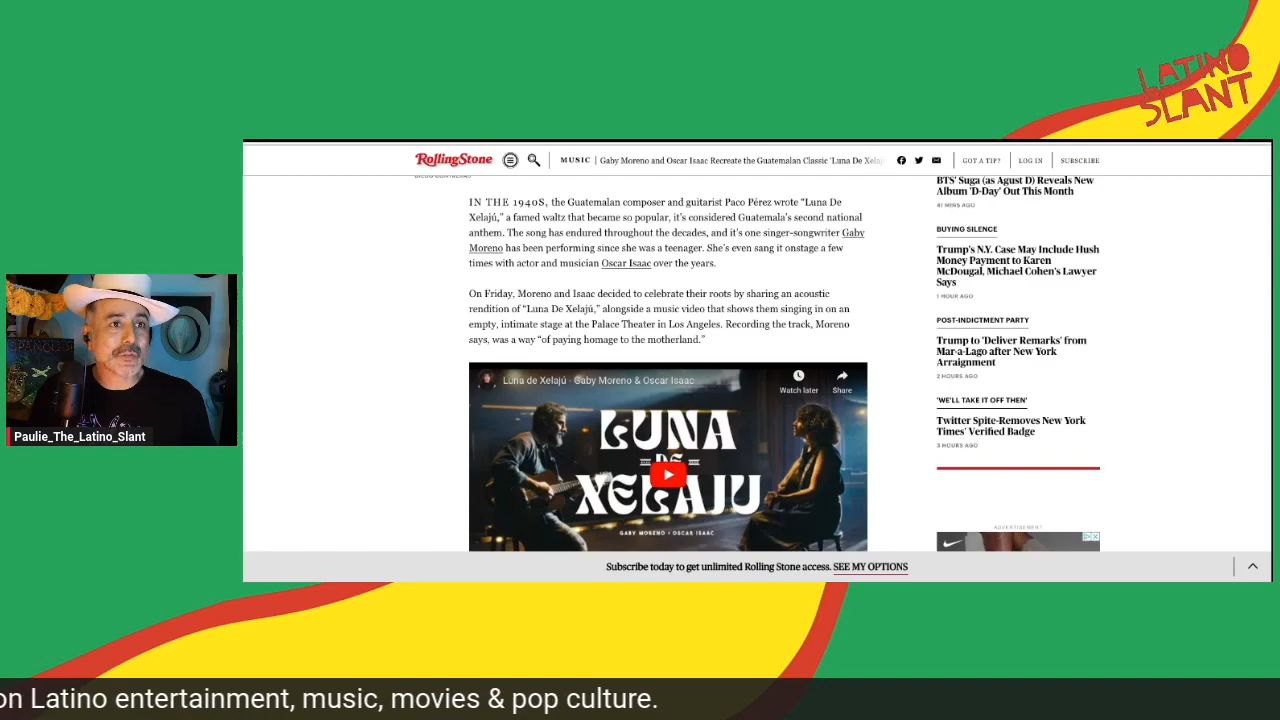 LATINO
SLANT
RollingStone
MUSIC | Gaby Moreno and Oscar Isaac Recreate the Guatemalan Classic 'Luna De Xelaj
GOT A TIP?
LOG IN
SUBSCRIBE
IN THE 1940S, the Guatemalan composer and guitarist Paco Pérez wrote “Luna De
Xelajú,” a famed waltz that became so popular, it’s considered Guatemala’s second national
anthem. The song has endured throughout the decades, and it’s one singer-songwriter Gaby
Moreno has been performing since she was a teenager. She’s even sang it onstage a few
times with actor and musician Oscar Isaac over the years.
On Friday, Moreno and Isaac decided to celebrate their roots by sharing an acoustic
rendition of “Luna De Xelajú,” alongside a music video that shows them singing in on an
empty, intimate stage at the Palace Theater in Los Angeles. Recording the track, Moreno
says, was a way “of paying homage to the motherland.”
Luna de Xelajú - Gaby Moreno & Oscar Isaac
Watch later
Share
LUNA
DE
XELAJU
GABY MORENO • OSCAR ISAAC
BTS' Suga (as Agust D) Reveals New
Album 'D-Day' Out This Month
41 MINS AGO
BUYING SILENCE
Trump's N.Y. Case May Include Hush
Money Payment to Karen
McDougal, Michael Cohen's Lawyer
Says
1 HOUR AGO
POST-INDICTMENT PARTY
Trump to 'Deliver Remarks' from
Mar-a-Lago after New York
Arraignment
2 HOURS AGO
'WE'LL TAKE IT OFF THEN'
Twitter Spite-Removes New York
Times' Verified Badge
3 HOURS AGO
ADVERTISEMENT
Subscribe today to get unlimited Rolling Stone access. SEE MY OPTIONS
Paulie_The_Latino_Slant
on Latino entertainment, music, movies & pop culture.